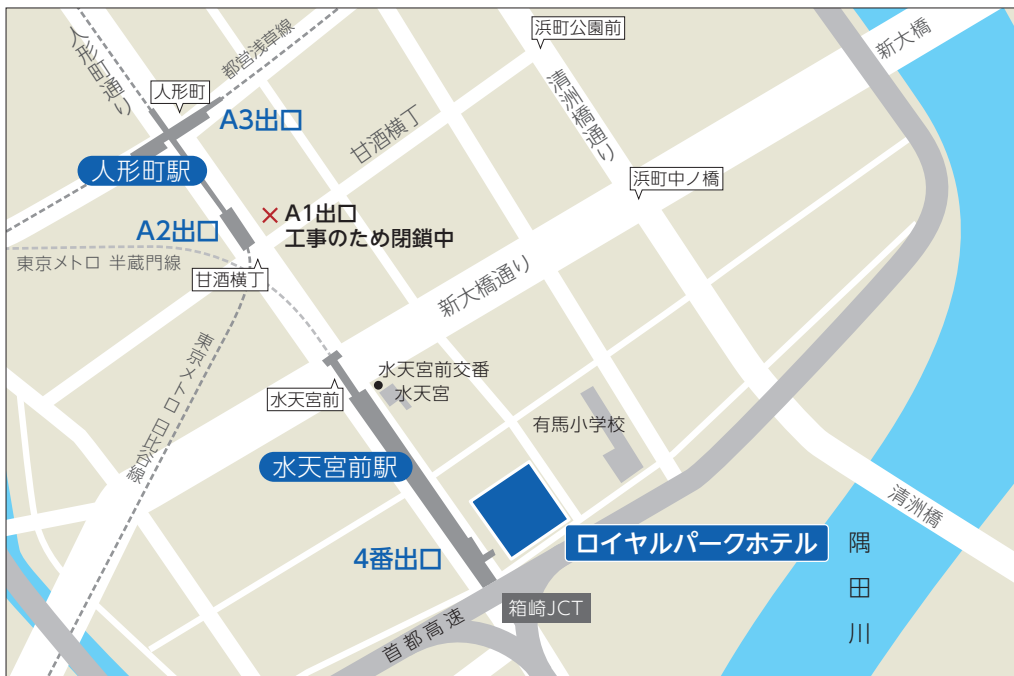 浜町公園前
新大橋
人形町通り
都営浅草線
人形町
A3出口
清洲橋通り
甘酒横丁
人形町駅
浜町中ノ橋
A1出口
工事のため閉鎖中
A2出口
東京メトロ 半蔵門線
甘酒横丁
新大橋通り
東京メトロ 日比谷線
水天宮前交番
水天宮
水天宮前
有馬小学校
水天宮前駅
清洲橋
ロイヤルパークホテル
4番出口
隅田川
箱崎JCT
首都高速